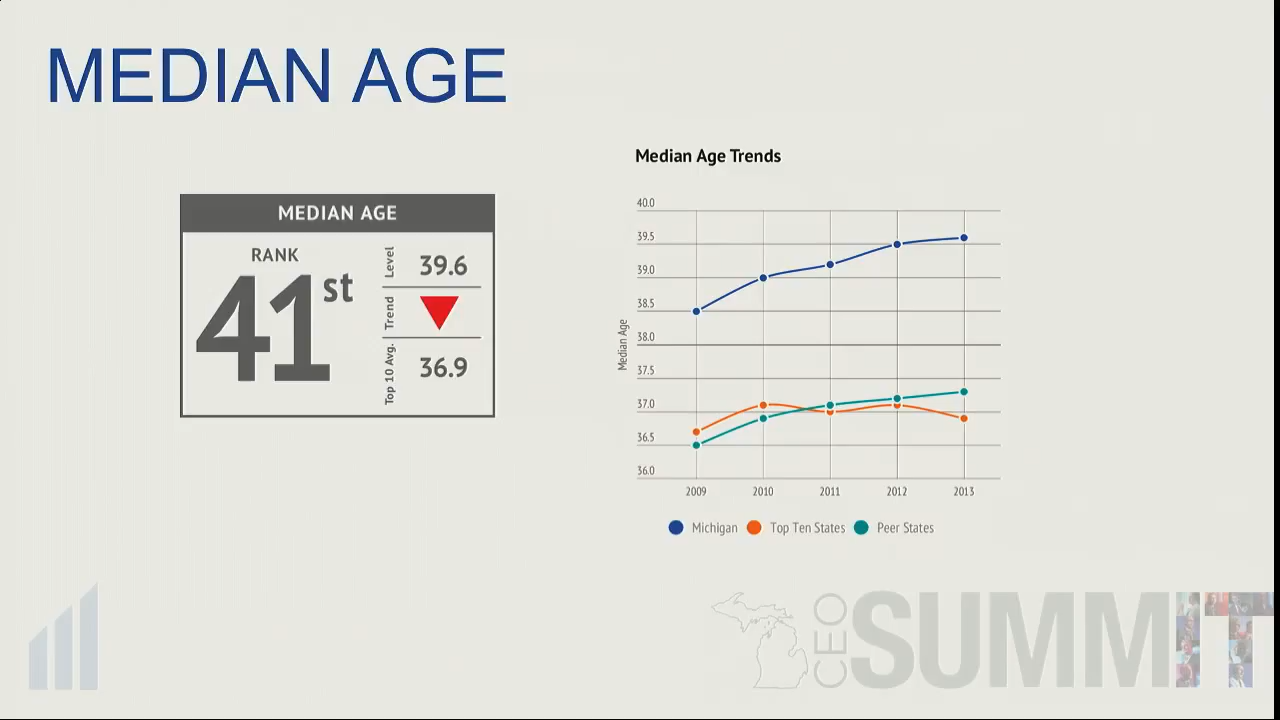 MEDIAN AGE
MEDIAN AGE
RANK
41st
Level
39.6
Trend
Top 10 Avg.
36.9
Median Age Trends
40.0
39.5
39.0
38.5
38.0
37.5
37.0
36.5
36.0
Median Age
2009 2010 2011 2012 2013
Michigan Top Ten States Peer States
CEO SUMMIT